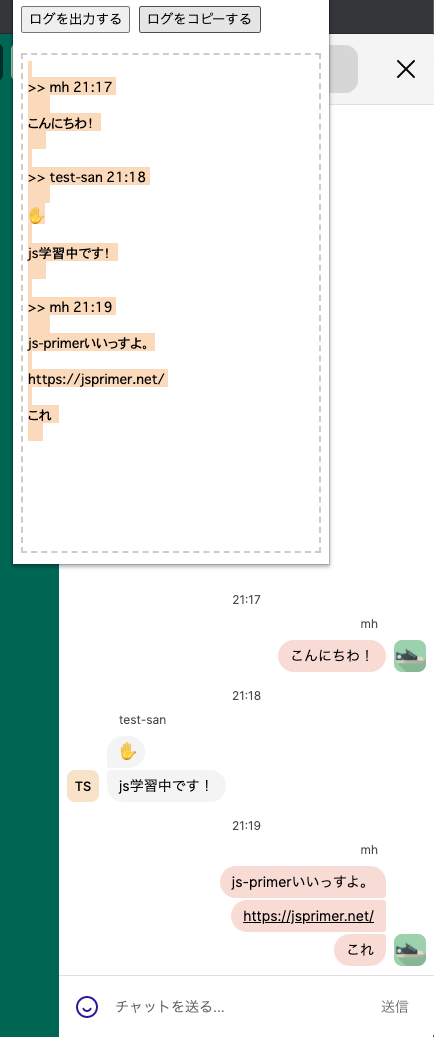 ログを出力する ログをコピーする
>> mh 21:17
こんにちわ！
>> test-san 21:18
✋
js学習中です！
>> mh 21:19
js-primerいいっすよ。
https://jsprimer.net/
これ
21:17
mh
こんにちわ！
21:18
test-san
✋
TS js学習中です！
21:19
mh
js-primerいいっすよ。
https://jsprimer.net/
これ
チャットを送る... 送信